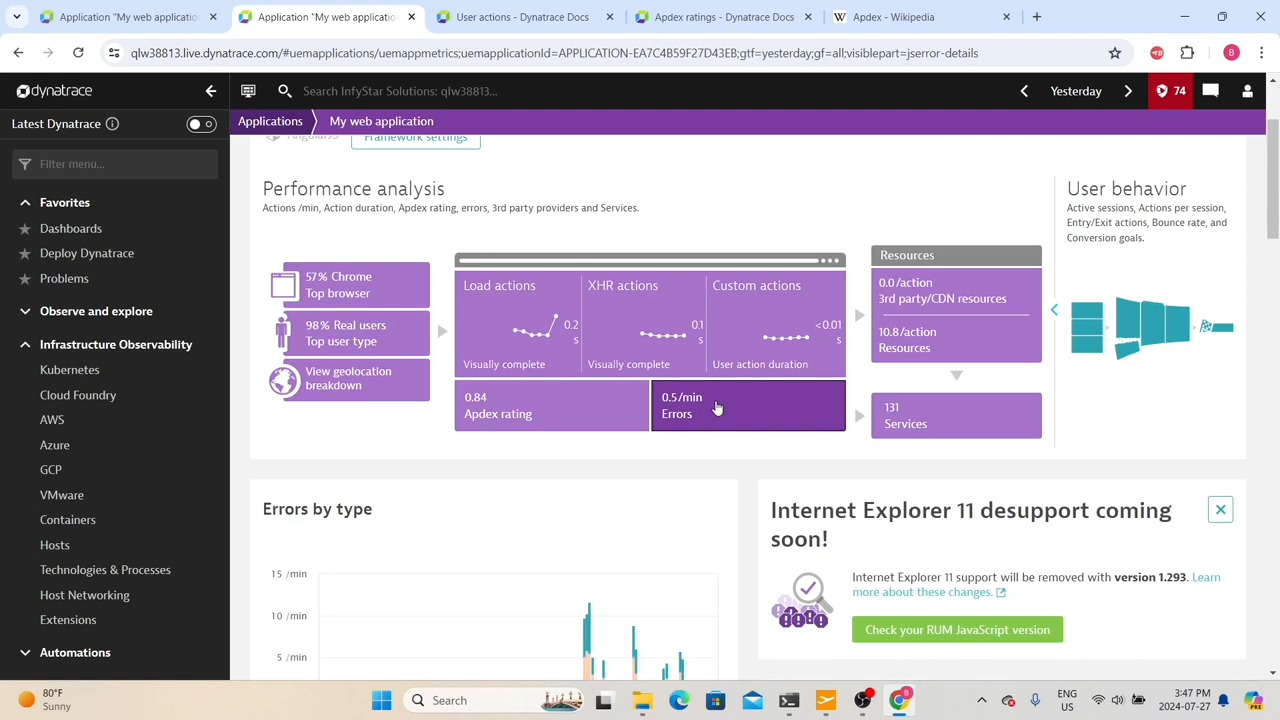 Application "My web applicatio
Application "My web applicatio
User actions - Dynatrace Docs
Apdex ratings - Dynatrace Docs
W Apdex - Wikipedia
qlw38813.live.dynatrace.com/#uemapplications/uemappmetrics;uemapplicationId=APPLICATION-EA7C4B59F27D43EB;gtf=yesterday;gf=all;visiblepart=jserror-details
B
dynatrace
Search InfyStar Solutions: qlw38813...
Yesterday
74
Latest Dynatrace
Applications
My web application
Filter menu...
Favorites
Dashboards
Deploy Dynatrace
Problems
Observe and explore
Infrastructure Observability
Kubernetes
Cloud Foundry
AWS
Azure
GCP
VMware
Containers
Hosts
Technologies & Processes
Host Networking
Extensions
Automations
AngularJS
Framework settings
Performance analysis
Actions /min, Action duration, Apdex rating, errors, 3rd party providers and Services.
57% Chrome
Top browser
98% Real users
Top user type
View geolocation
breakdown
Load actions
0.2
s
Visually complete
XHR actions
0.1
s
Visually complete
Custom actions
<0.01
s
User action duration
0.84
Apdex rating
0.5/min
Errors
Resources
0.0/action
3rd party/CDN resources
10.8/action
Resources
131
Services
User behavior
Active sessions, Actions per session,
Entry/Exit actions, Bounce rate, and
Conversion goals.
Errors by type
15 /min
10 /min
5 /min
Internet Explorer 11 desupport coming
soon!
Internet Explorer 11 support will be removed with version 1.293. Learn
more about these changes.
Check your RUM JavaScript version
80°F
Sunny
Search
B
ENG
US
3:47 PM
2024-07-27
PRE